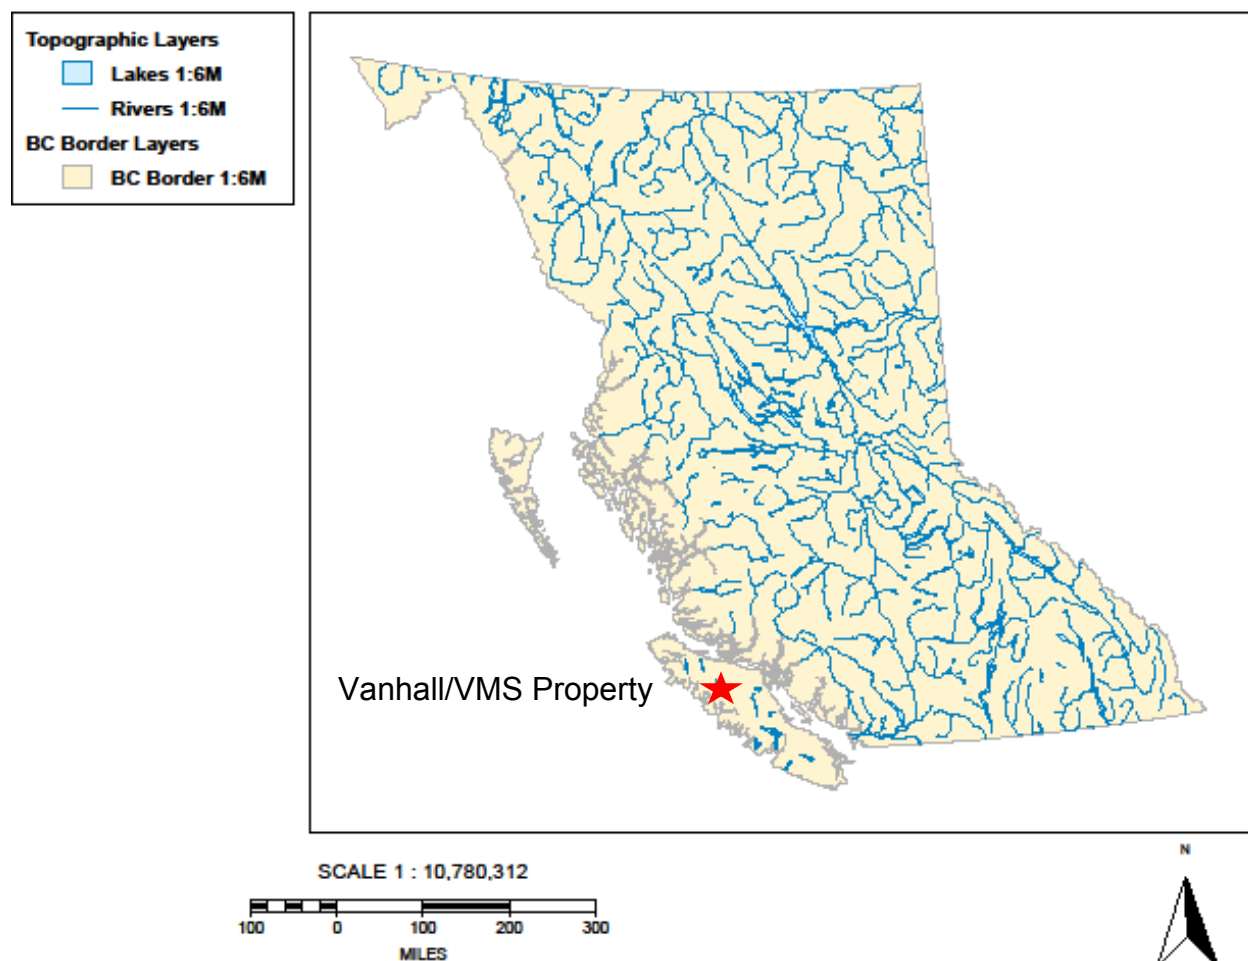 Topographic Layers
Lakes 1:6M
Rivers 1:6M
BC Border Layers
BC Border 1:6M
Vanhall/VMS Property
SCALE 1 : 10,780,312
100 0 100 200 300
MILES
N